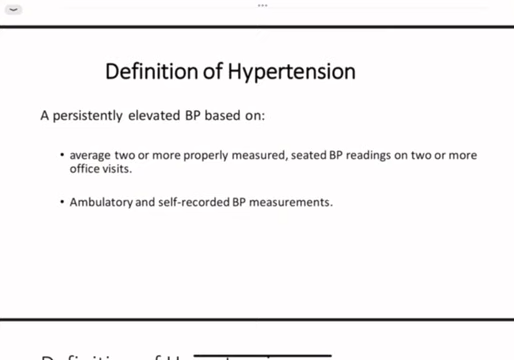 Definition of Hypertension
A persistently elevated BP based on:
• average two or more properly measured, seated BP readings on two or more
office visits.
• Ambulatory and self-recorded BP measurements.